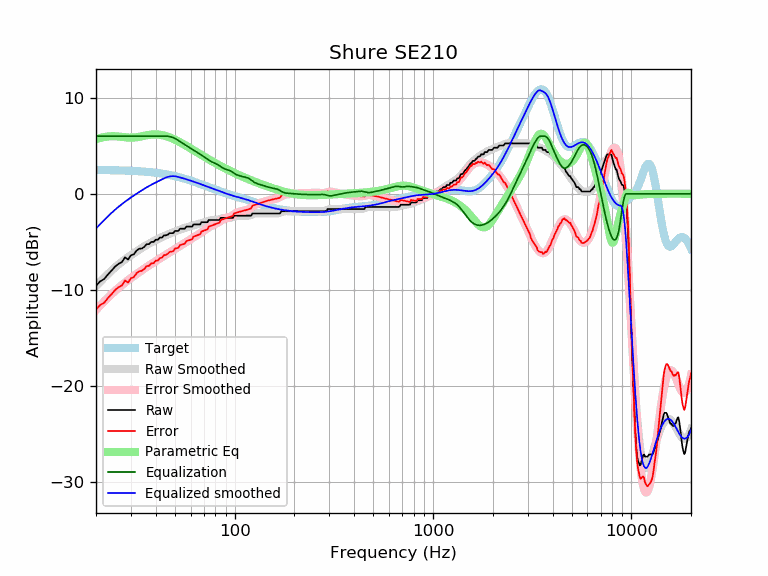 Shure SE210
Amplitude (dBr)
10
0
−10
−20
−30
Target
Raw Smoothed
Error Smoothed
Raw
Error
Parametric Eq
Equalization
Equalized smoothed
100
1000
10000
Frequency (Hz)